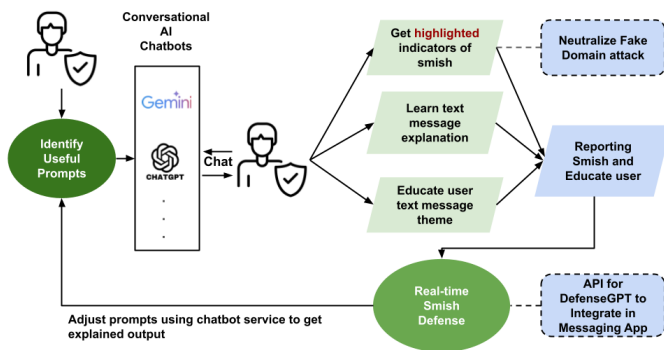 Conversational
AI
Chatbots
Get highlighted
indicators of
smish
Neutralize Fake
Domain attack
Gemini
Identify
Useful
Prompts
CHATGPT
Chat
Learn text
message
explanation
Reporting
Smish and
Educate user
Educate user
text message
theme
Real-time
Smish
Defense
API for
DefenseGPT to
Integrate in
Messaging App
Adjust prompts using chatbot service to get
explained output